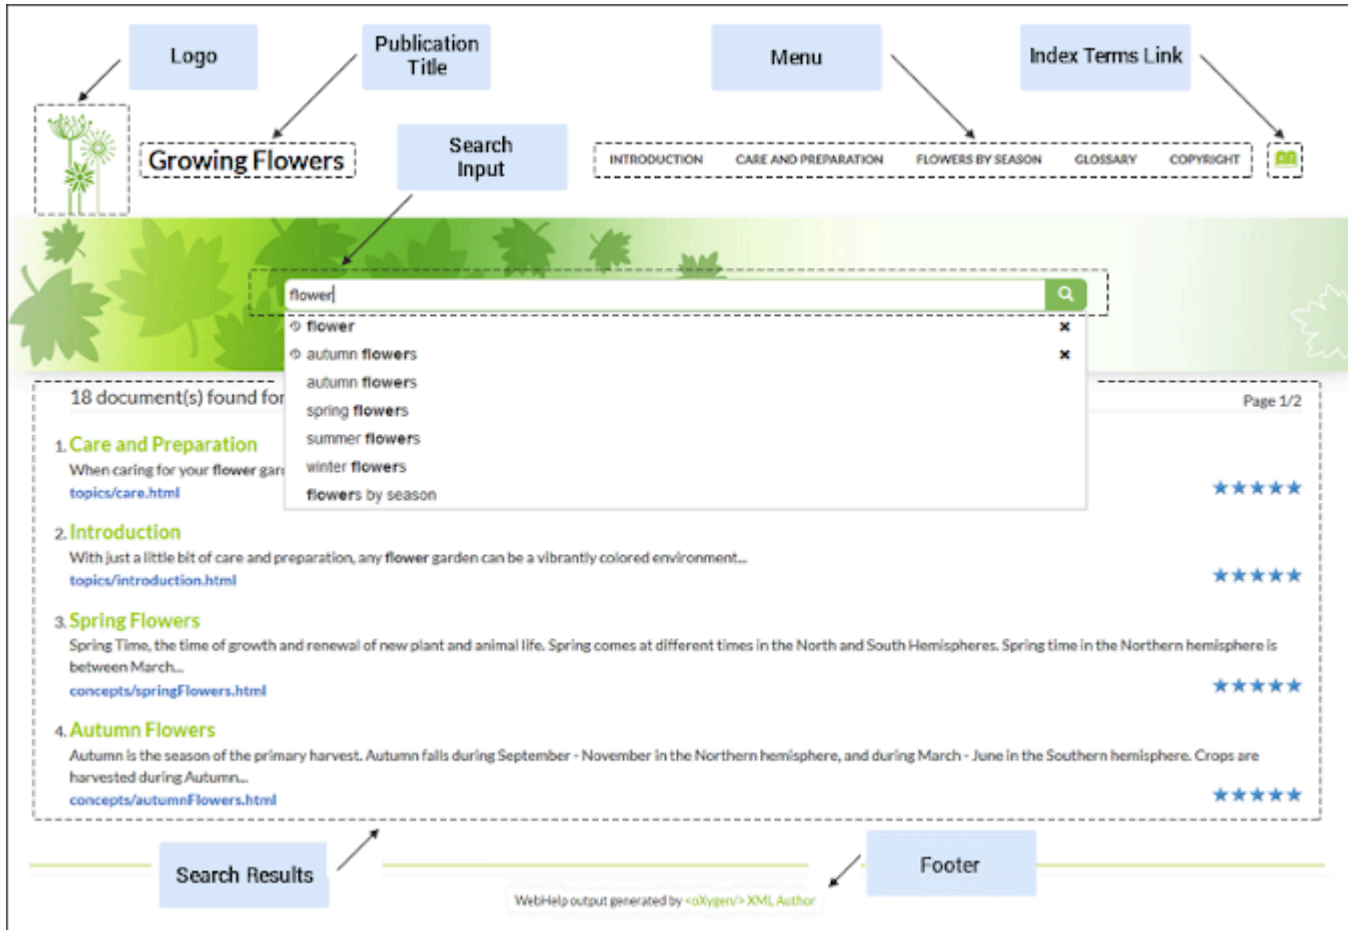 Logo
Publication
Title
Menu
Index Terms Link
Search
Input
Growing Flowers
INTRODUCTION CARE AND PREPARATION FLOWERS BY SEASON GLOSSARY COPYRIGHT
flower
flower
autumn flowers
autumn flowers
spring flowers
summer flowers
winter flowers
flowers by season
18 document(s) found for
Page 1/2
1. Care and Preparation
When caring for your flower gard
topics/care.html
2. Introduction
With just a little bit of care and preparation, any flower garden can be a vibrantly colored environment...
topics/introduction.html
3. Spring Flowers
Spring Time, the time of growth and renewal of new plant and animal life. Spring comes at different times in the North and South Hemispheres. Spring time in the Northern hemisphere is
between March...
concepts/springFlowers.html
4. Autumn Flowers
Autumn is the season of the primary harvest. Autumn falls during September - November in the Northern hemisphere, and during March - June in the Southern hemisphere. Crops are
harvested during Autumn...
concepts/autumnFlowers.html
Search Results
Footer
WebHelp output generated by <oXygen/> XML Author